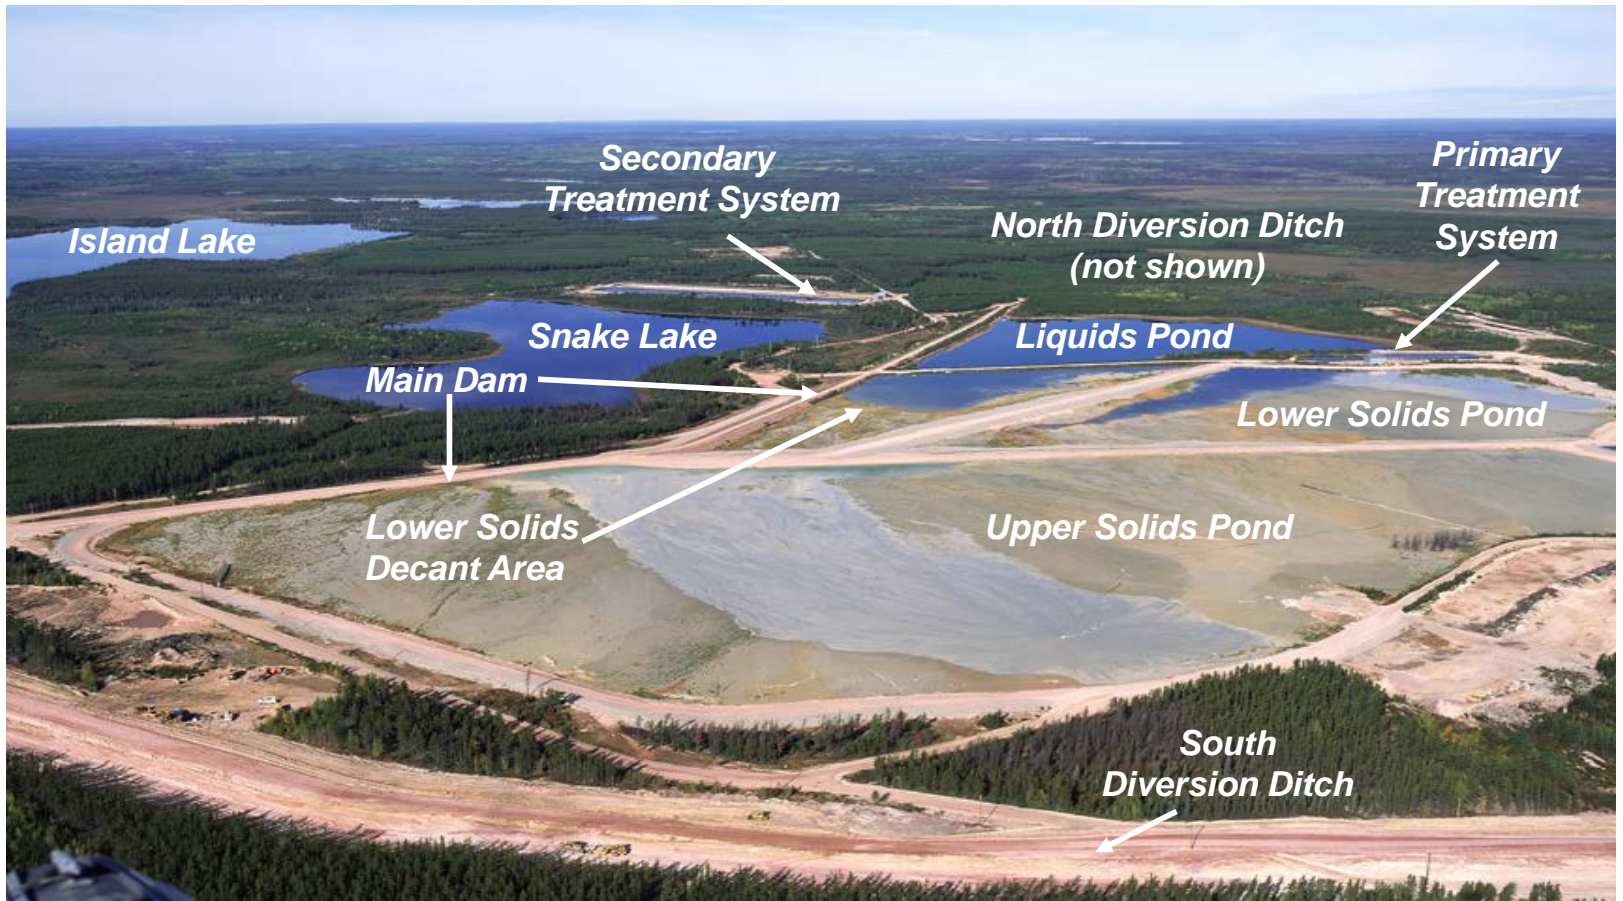 Secondary
Treatment System
Primary
Treatment
System
Island Lake
North Diversion Ditch
(not shown)
Snake Lake
Liquids Pond
Main Dam
Lower Solids Pond
Lower Solids
Decant Area
Upper Solids Pond
South
Diversion Ditch